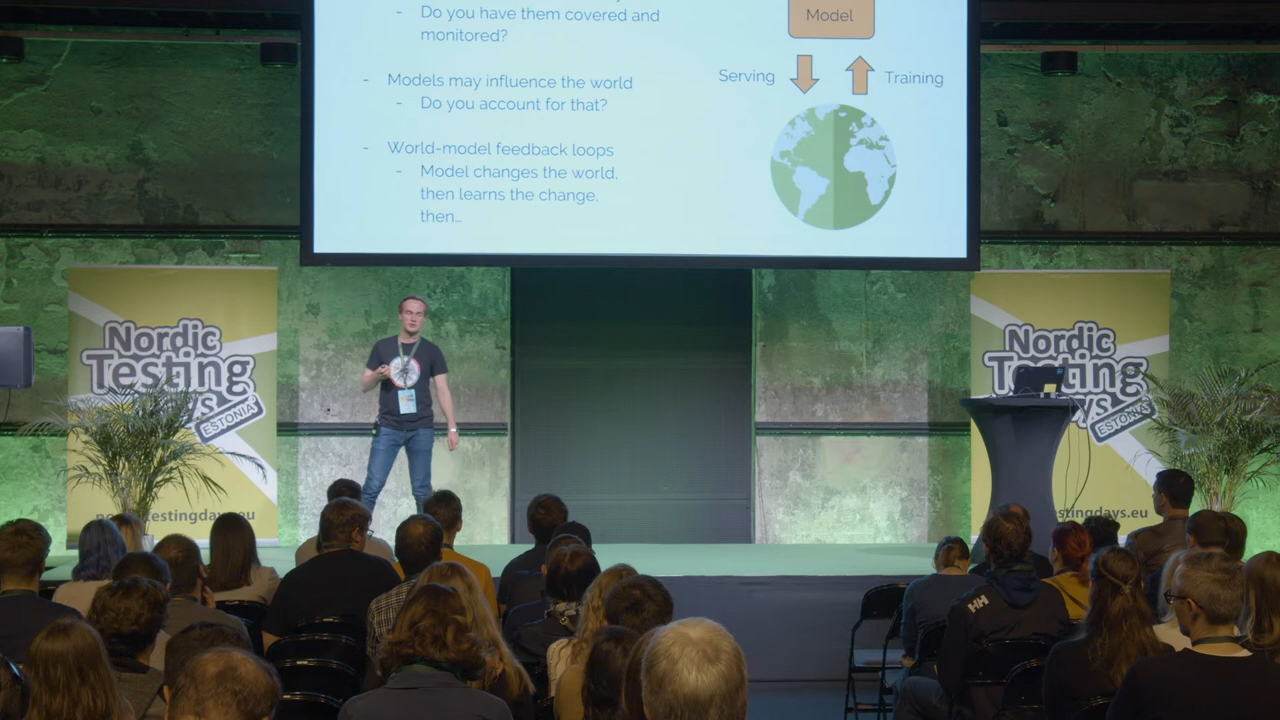 - Do you have them covered and
monitored?
- Models may influence the world
- Do you account for that?
- World-model feedback loops
- Model changes the world,
then learns the change,
then...
Model
Serving
Training
Nordic
Testing
ESTONIA
Nordic
Testing
ESTONIA
HH